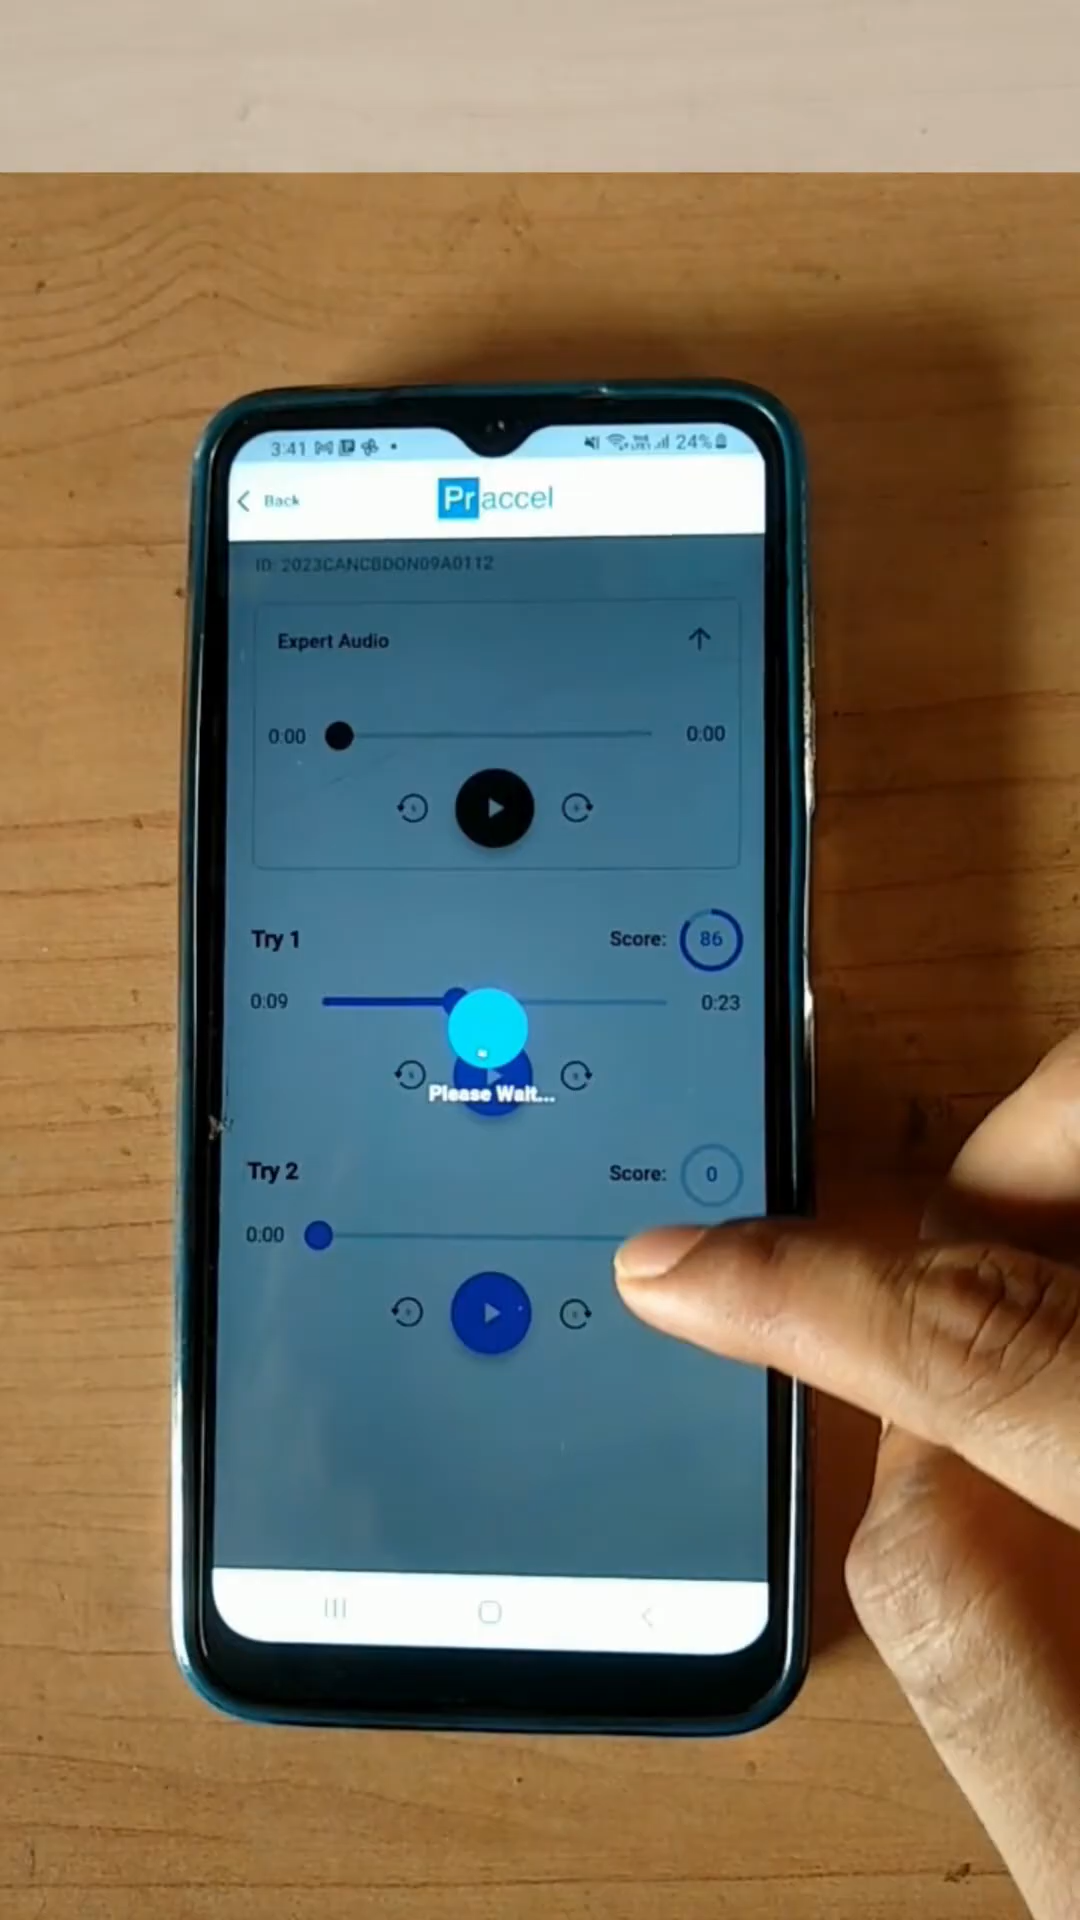 3:41 24%
Back
Praccel
ID: 2023CANCBDON09A0112
Expert Audio
0:00 0:00
Try 1 Score: 86
0:09 0:23
Please Wait...
Try 2 Score: 0
0:00